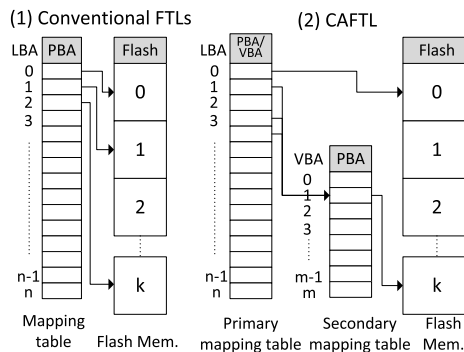 (1) Conventional FTLs
LBA
PBA
Flash
0
1
2
3
n-1
n
0
1
2
k
Mapping
table
Flash Mem.
(2) CAFTL
LBA
PBA/
VBA
0
1
2
3
n-1
n
VBA
PBA
0
1
2
3
m-1
m
Flash
0
1
2
k
Primary
mapping table
Secondary
mapping table
Flash
Mem.